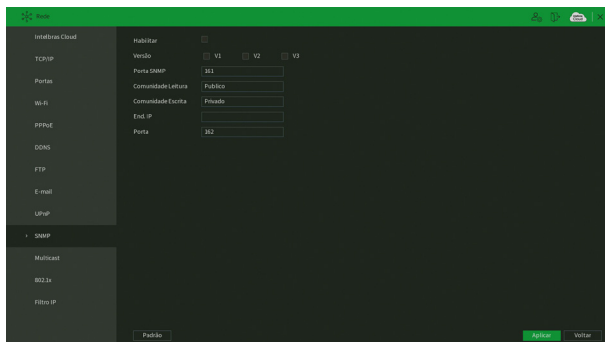 Rede
Intelbras Cloud
TCP/IP
Portas
Wi-Fi
PPPoE
DDNS
FTP
E-mail
UPnP
SNMP
Multicast
802.1x
Filtro IP
Habilitar
Versão V1 V2 V3
Porta SNMP 161
Comunidade Leitura Publico
Comunidade Escrita Privado
End. IP
Porta 162
Padrão Aplicar Voltar